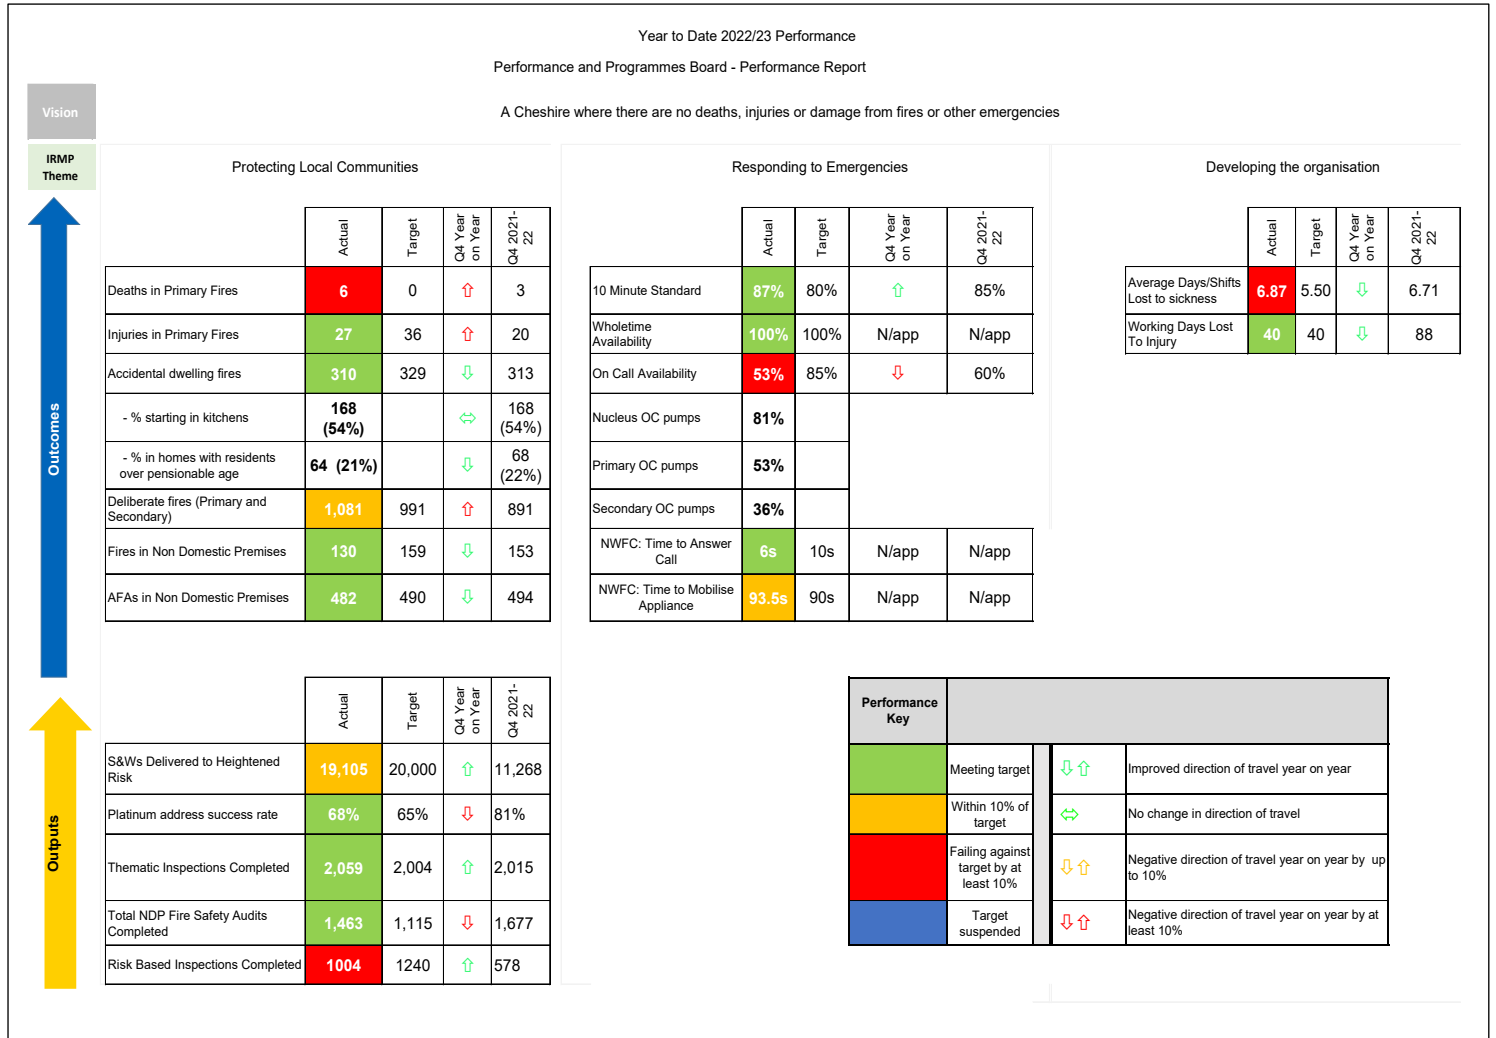 Year to Date 2022/23 Performance
Performance and Programmes Board - Performance Report
Vision
A Cheshire where there are no deaths, injuries or damage from fires or other emergencies
IRMP
Theme
Protecting Local Communities
Actual
Target
Q4 Year
on Year
Q4 2021-
22
Deaths in Primary Fires 6 0 ⇧ 3
Injuries in Primary Fires 27 36 ⇧ 20
Accidental dwelling fires 310 329 ⇩ 313
- % starting in kitchens 168 (54%) ⇔ 168 (54%)
- % in homes with residents
over pensionable age 64 (21%) ⇩ 68 (22%)
Deliberate fires (Primary and
Secondary) 1,081 991 ⇧ 891
Fires in Non Domestic Premises 130 159 ⇩ 153
AFAs in Non Domestic Premises 482 490 ⇩ 494
Outcomes
Responding to Emergencies
Actual
Target
Q4 Year
on Year
Q4 2021-
22
10 Minute Standard 87% 80% ⇧ 85%
Wholetime
Availability 100% 100% N/app N/app
On Call Availability 53% 85% ⇩ 60%
Nucleus OC pumps 81%
Primary OC pumps 53%
Secondary OC pumps 36%
NWFC: Time to Answer
Call 6s 10s N/app N/app
NWFC: Time to Mobilise
Appliance 93.5s 90s N/app N/app
Developing the organisation
Actual
Target
Q4 Year
on Year
Q4 2021-
22
Average Days/Shifts
Lost to sickness 6.87 5.50 ⇩ 6.71
Working Days Lost
To Injury 40 40 ⇩ 88
Outputs
Actual
Target
Q4 Year
on Year
Q4 2021-
22
S&Ws Delivered to Heightened
Risk 19,105 20,000 ⇧ 11,268
Platinum address success rate 68% 65% ⇩ 81%
Thematic Inspections Completed 2,059 2,004 ⇧ 2,015
Total NDP Fire Safety Audits
Completed 1,463 1,115 ⇩ 1,677
Risk Based Inspections Completed 1004 1240 ⇧ 578
Performance
Key
Meeting target
⇩⇧ Improved direction of travel year on year
Within 10% of
target
⇔ No change in direction of travel
Failing against
target by at
least 10%
⇩⇧ Negative direction of travel year on year by up
to 10%
Target
suspended
⇩⇧ Negative direction of travel year on year by at
least 10%